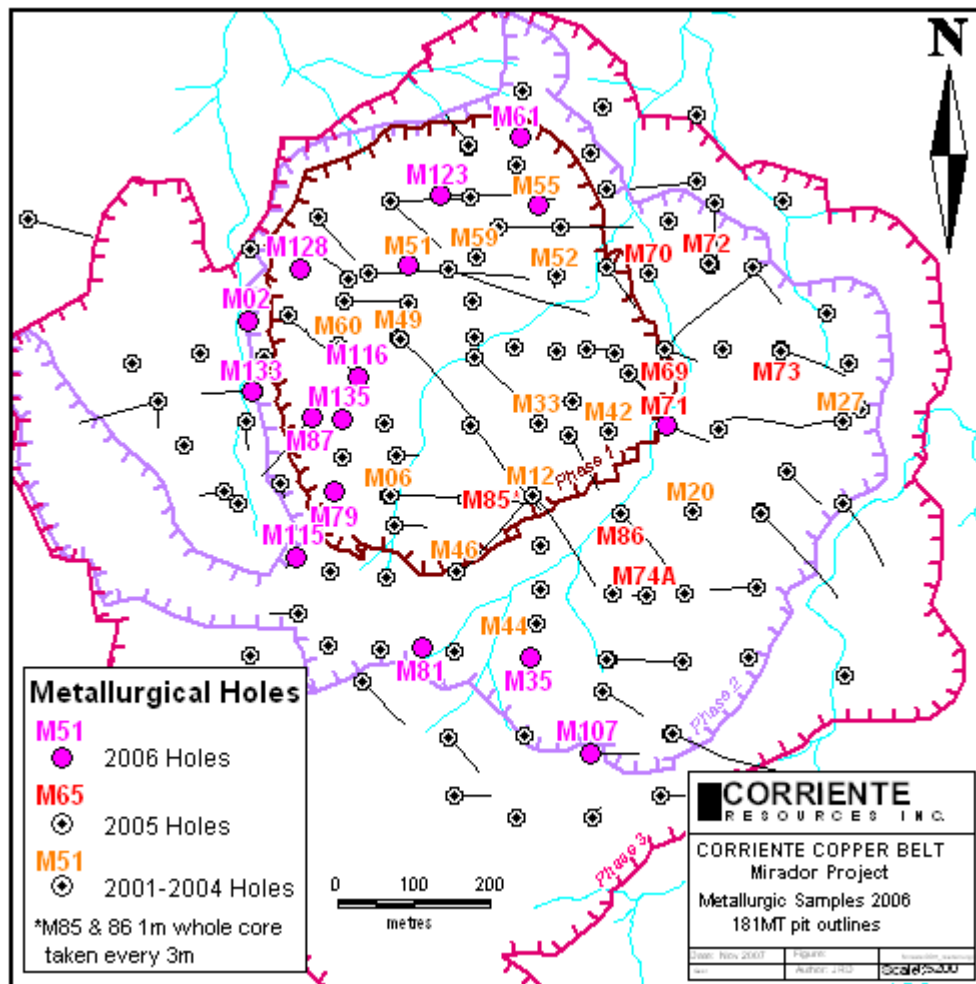 N
M61
M123
M55
M128
M51
M59
M52
M70
M72
M02
M60
M49
M116
M69
M73
M133
M135
M33
M42
M71
M27
M87
M06
M85*
M12
Phase 1
M20
M79
M86
M115
M46
M74A
M44
M81
M35
Phase 2
M107
Phase 3
Metallurgical Holes
M51
2006 Holes
M65
2005 Holes
M51
2001-2004 Holes
*M85 & 86 1m whole core
taken every 3m
0 100 200
metres
CORRIENTE
RESOURCES INC.
CORRIENTE COPPER BELT
Mirador Project
Metallurgic Samples 2006
181MT pit outlines
Date: Nov 2007
Figure:
Author: JRD